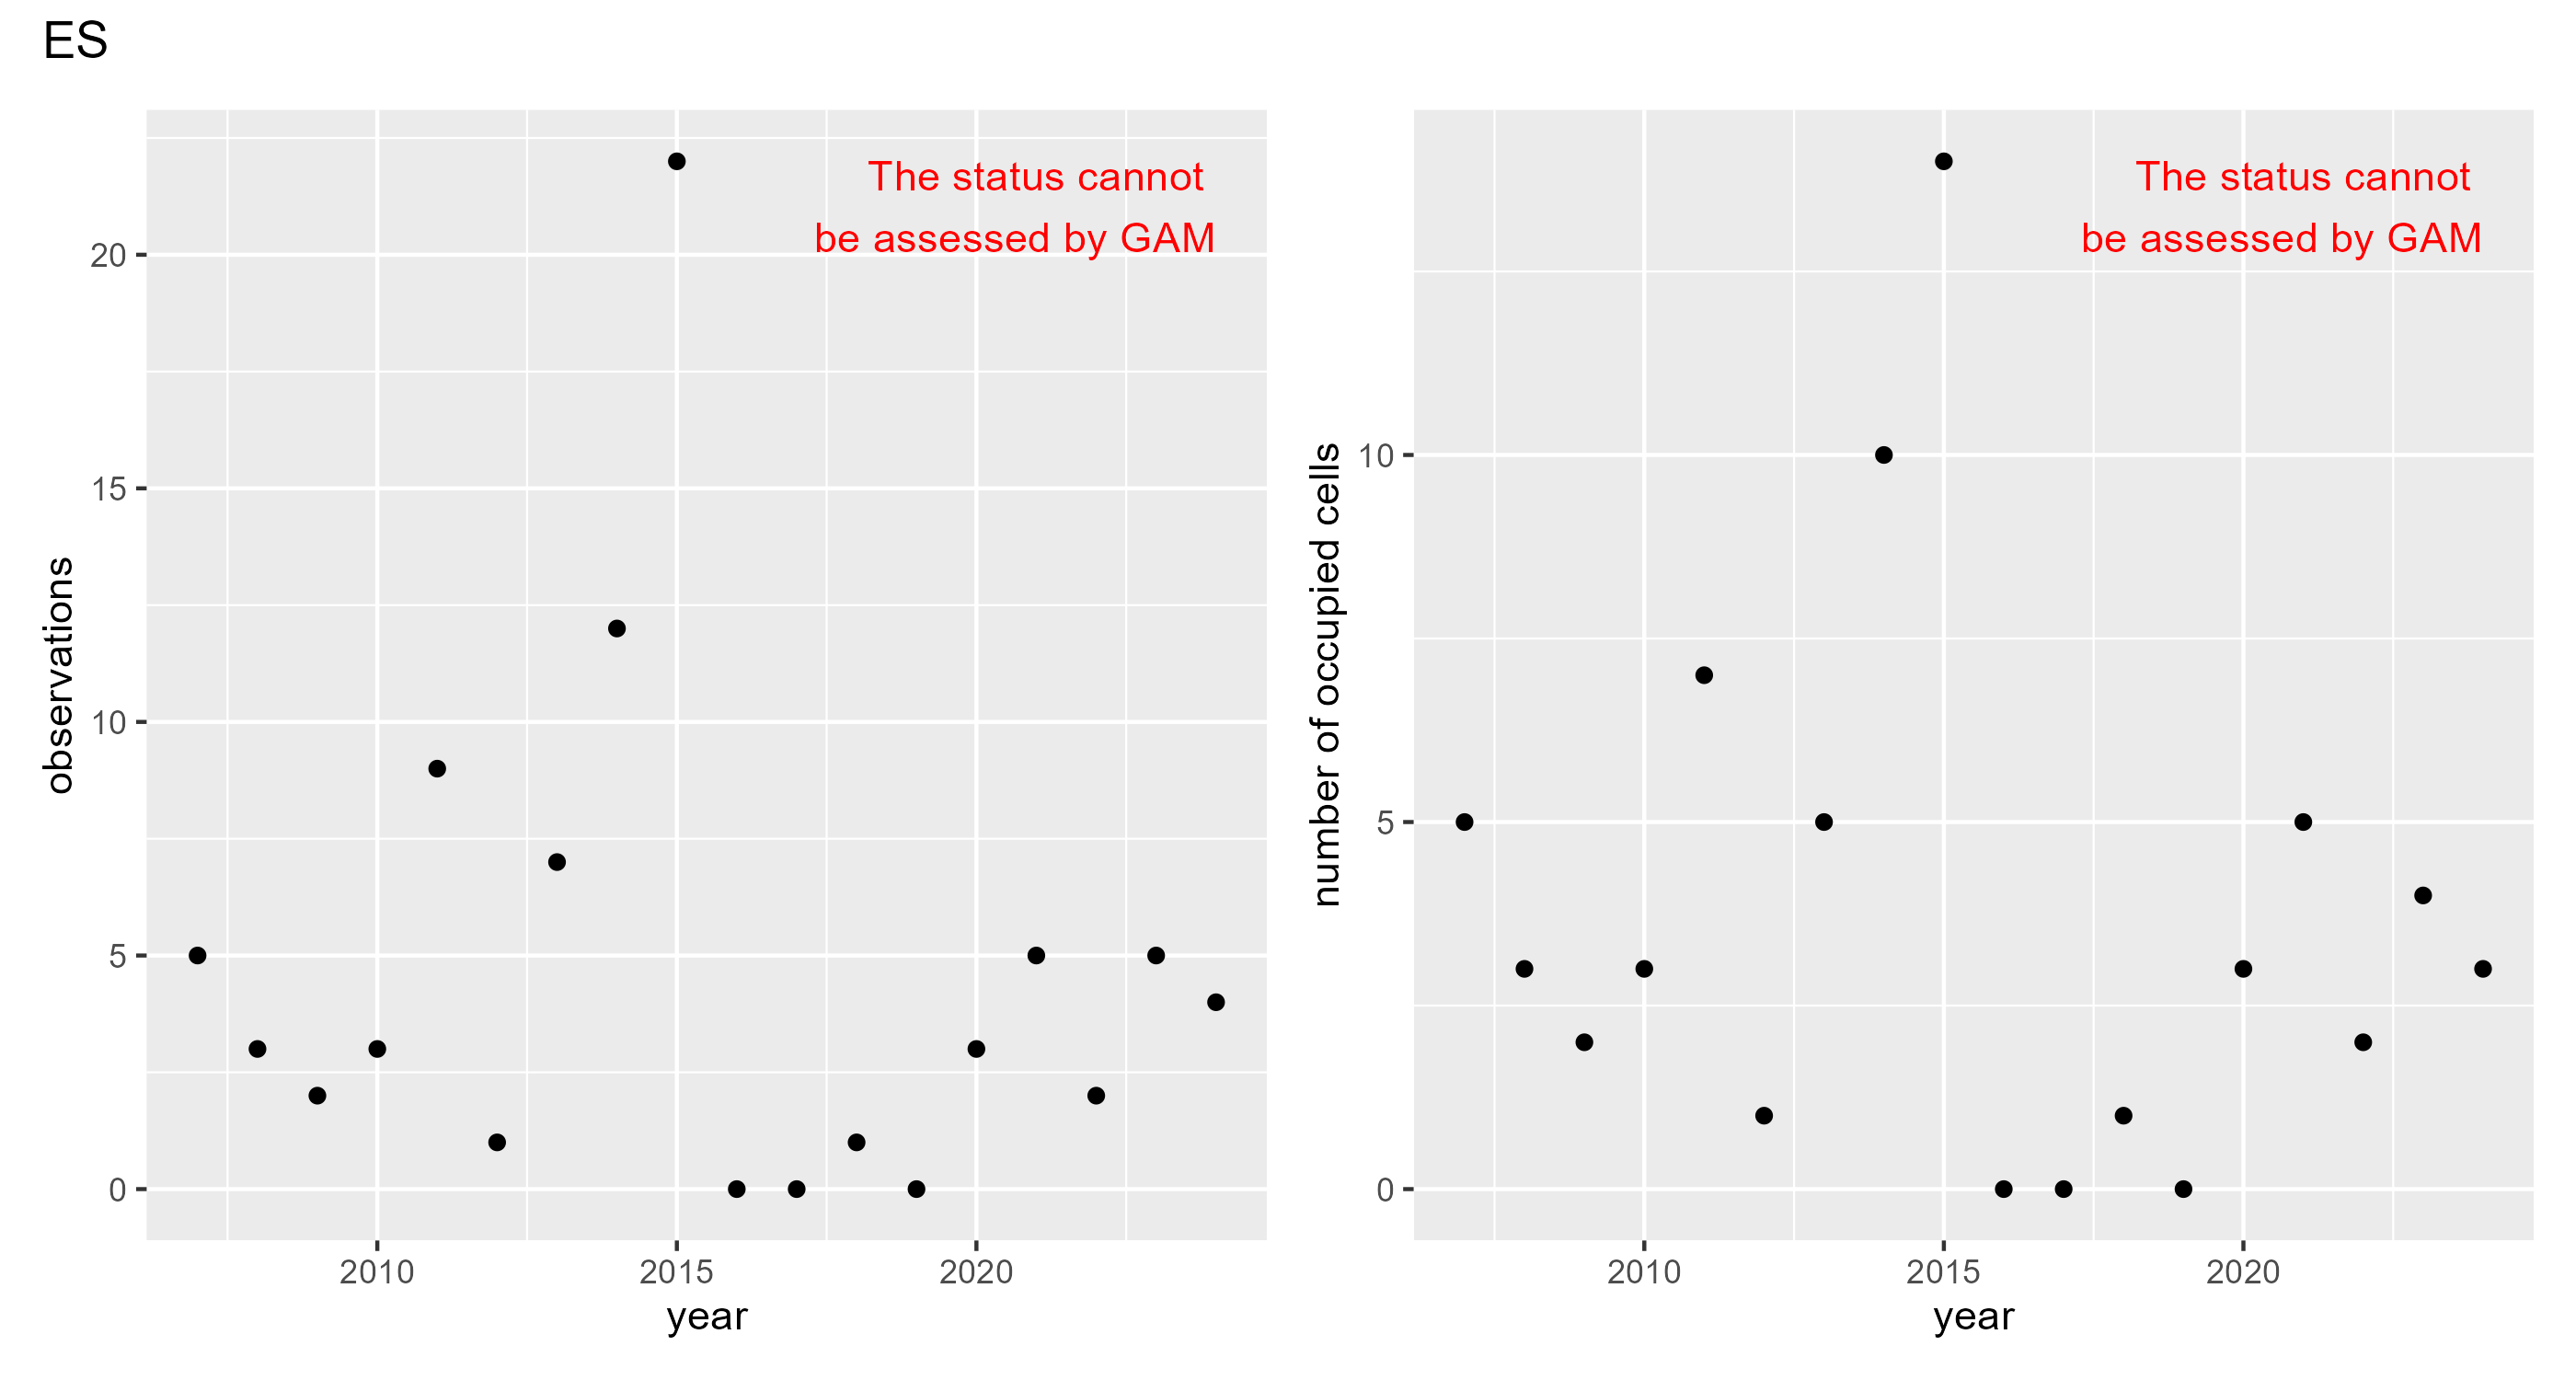 ES
The status cannot
be assessed by GAM
20
15
10
5
0
observations
2010 2015 2020
year
The status cannot
be assessed by GAM
10
5
0
number of occupied cells
2010 2015 2020
year